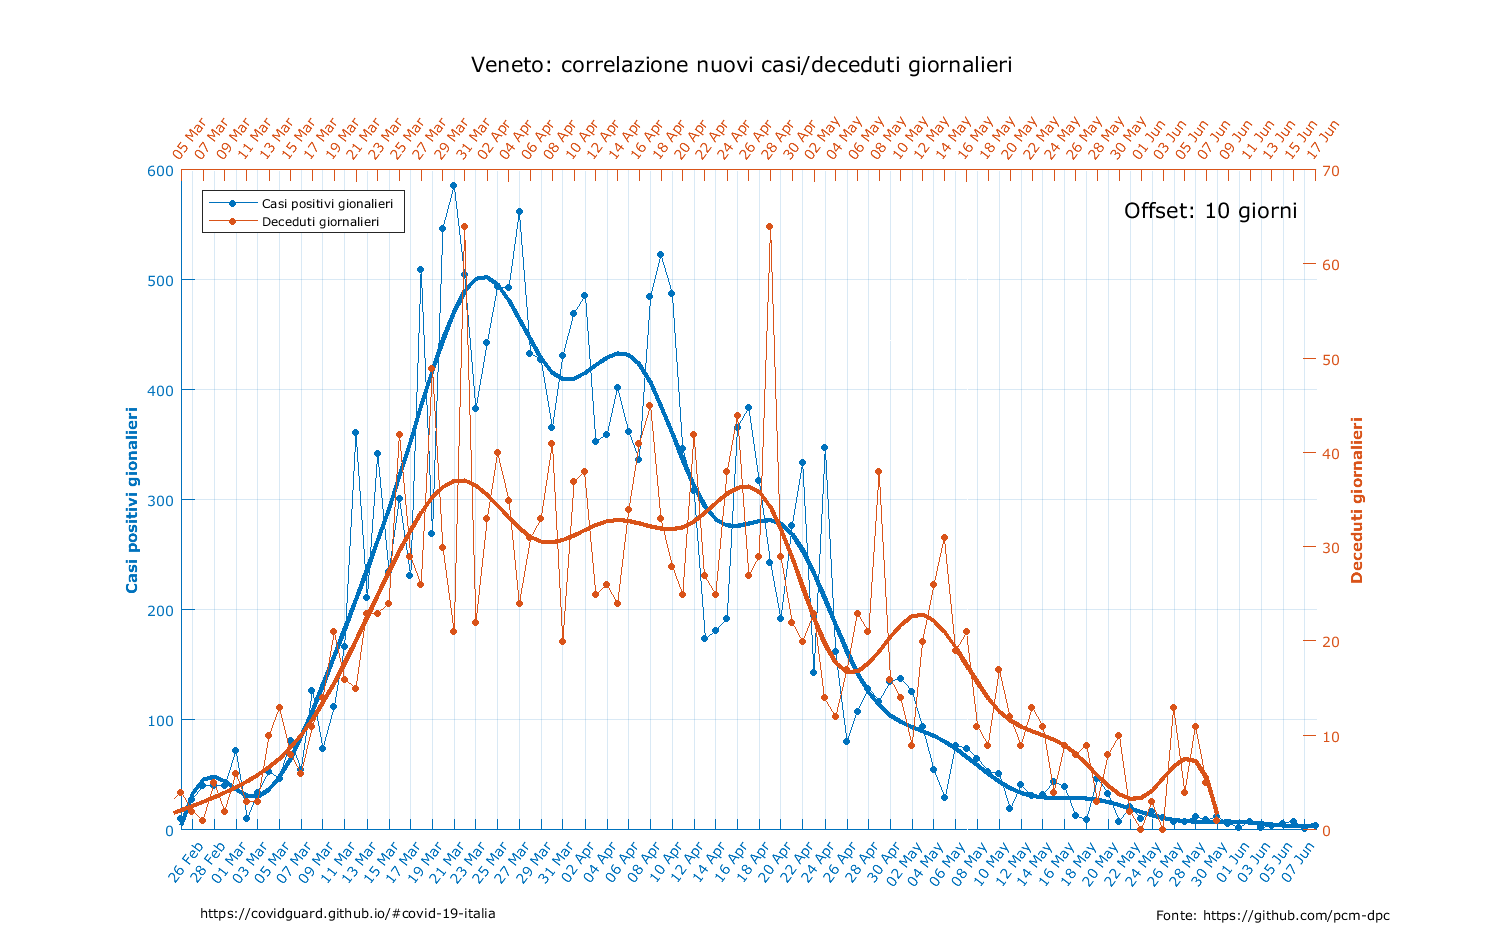 Veneto: correlazione nuovi casi/deceduti giornalieri
05 Mar
07 Mar
09 Mar
11 Mar
13 Mar
15 Mar
17 Mar
19 Mar
21 Mar
23 Mar
25 Mar
27 Mar
29 Mar
31 Mar
02 Apr
04 Apr
06 Apr
08 Apr
10 Apr
12 Apr
14 Apr
16 Apr
18 Apr
20 Apr
22 Apr
24 Apr
26 Apr
28 Apr
30 Apr
02 May
04 May
06 May
08 May
10 May
12 May
14 May
16 May
18 May
20 May
22 May
24 May
26 May
28 May
30 May
01 Jun
03 Jun
05 Jun
07 Jun
09 Jun
11 Jun
13 Jun
15 Jun
17 Jun
Casi positivi gionalieri
Deceduti giornalieri
Offset: 10 giorni
600
500
400
300
200
100
0
Casi positivi gionalieri
70
60
50
40
30
20
10
0
Deceduti giornalieri
26 Feb
28 Feb
01 Mar
03 Mar
05 Mar
07 Mar
09 Mar
11 Mar
13 Mar
15 Mar
17 Mar
19 Mar
21 Mar
23 Mar
25 Mar
27 Mar
29 Mar
31 Mar
02 Apr
04 Apr
06 Apr
08 Apr
10 Apr
12 Apr
14 Apr
16 Apr
18 Apr
20 Apr
22 Apr
24 Apr
26 Apr
28 Apr
30 Apr
02 May
04 May
06 May
08 May
10 May
12 May
14 May
16 May
18 May
20 May
22 May
24 May
26 May
28 May
30 May
01 Jun
03 Jun
05 Jun
07 Jun
https://covidguard.github.io/#covid-19-italia
Fonte: https://github.com/pcm-dpc